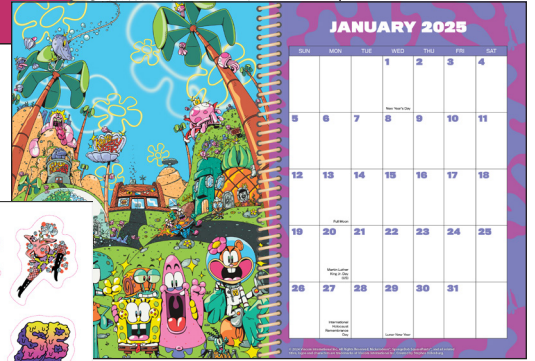 JANUARY 2025
SUN MON TUE WED THU FRI SAT
1 2 3 4
New Year's Day
5 6 7 8 9 10 11
12 13 14 15 16 17 18
Full Moon
19 20 21 22 23 24 25
Martin Luther
King Jr. Day
(US)
26 27 28 29 30 31
International
Holocaust
Remembrance
Day
Lunar New Year